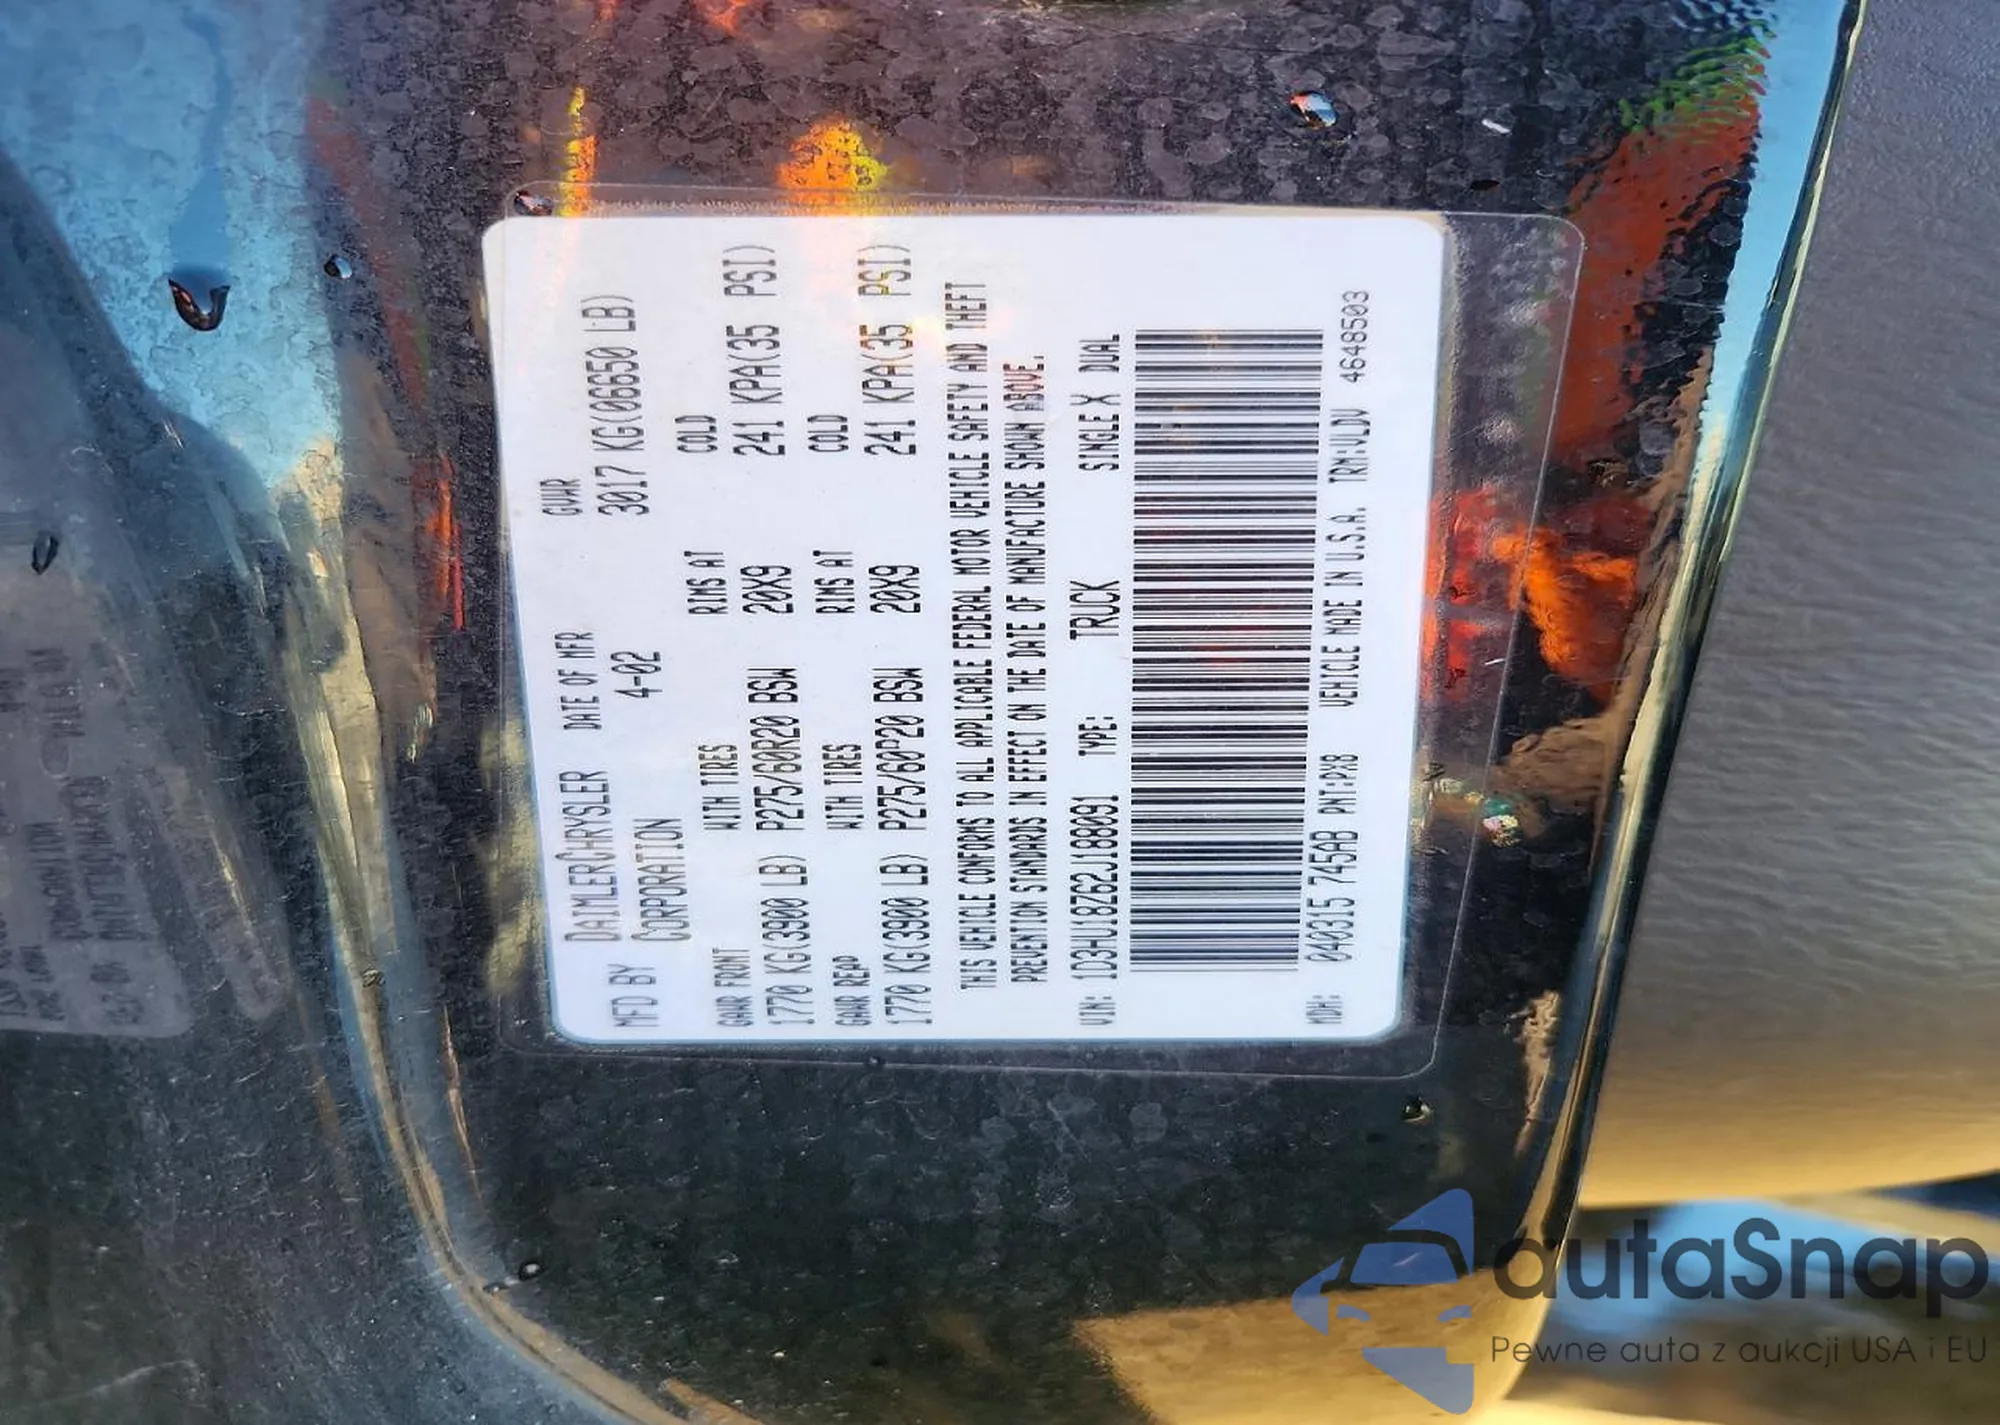 MFD BY DAIMLERCHRYSLER CORPORATION
DATE OF MFR 4-02
GVWR 3017 KG(06650 LB)
GAWR FRONT WITH TIRES RIMS AT COLD
1770 KG(3900 LB) P275/60R20 BSW 20X9 241 KPA(35 PSI)
GAWR REAR WITH TIRES RIMS AT COLD
1770 KG(3900 LB) P275/60R20 BSW 20X9 241 KPA(35 PSI)
THIS VEHICLE CONFORMS TO ALL APPLICABLE FEDERAL MOTOR VEHICLE SAFETY AND THEFT
PREVENTION STANDARDS IN EFFECT ON THE DATE OF MANUFACTURE SHOWN ABOVE.
VIN: 1D3HU18Z62J188091 TYPE: TRUCK SINGLE X DUAL
MDH: 040315 745AB PNT:PX8 VEHICLE MADE IN U.S.A. TRM:VLDV 4648503
autaSnap
Pewne auta z aukcji USA i EU